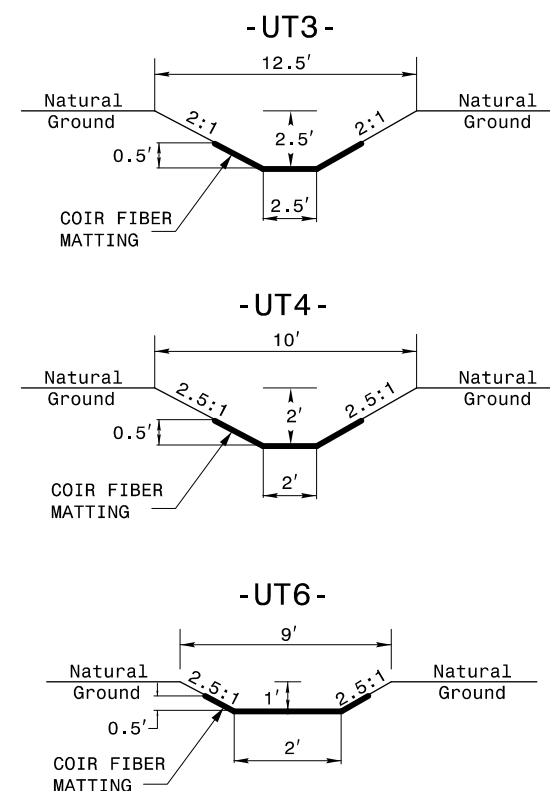 -UT3-
12.5′
Natural
Ground
Natural
Ground
2:1
2:1
2.5′
0.5′
2.5′
COIR FIBER
MATTING
-UT4-
10′
Natural
Ground
Natural
Ground
2.5:1
2.5:1
2′
0.5′
2′
COIR FIBER
MATTING
-UT6-
9′
Natural
Ground
Natural
Ground
2.5:1
2.5:1
1′
0.5′
2′
COIR FIBER
MATTING